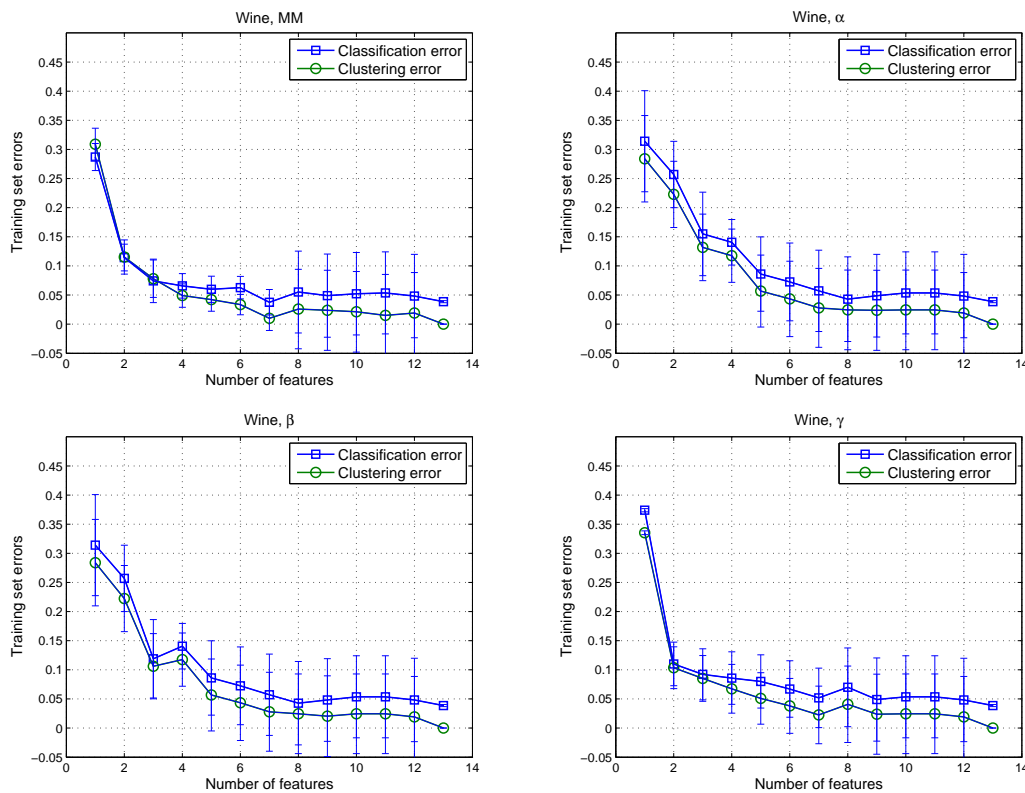 Wine, MM
Classification error
Clustering error
0.45
0.4
0.35
0.3
0.25
0.2
0.15
0.1
0.05
0
−0.05
Training set errors
0 2 4 6 8 10 12 14
Number of features
Wine, α
Classification error
Clustering error
0.45
0.4
0.35
0.3
0.25
0.2
0.15
0.1
0.05
0
−0.05
Training set errors
0 2 4 6 8 10 12 14
Number of features
Wine, β
Classification error
Clustering error
0.45
0.4
0.35
0.3
0.25
0.2
0.15
0.1
0.05
0
−0.05
Training set errors
0 2 4 6 8 10 12 14
Number of features
Wine, γ
Classification error
Clustering error
0.45
0.4
0.35
0.3
0.25
0.2
0.15
0.1
0.05
0
−0.05
Training set errors
0 2 4 6 8 10 12 14
Number of features